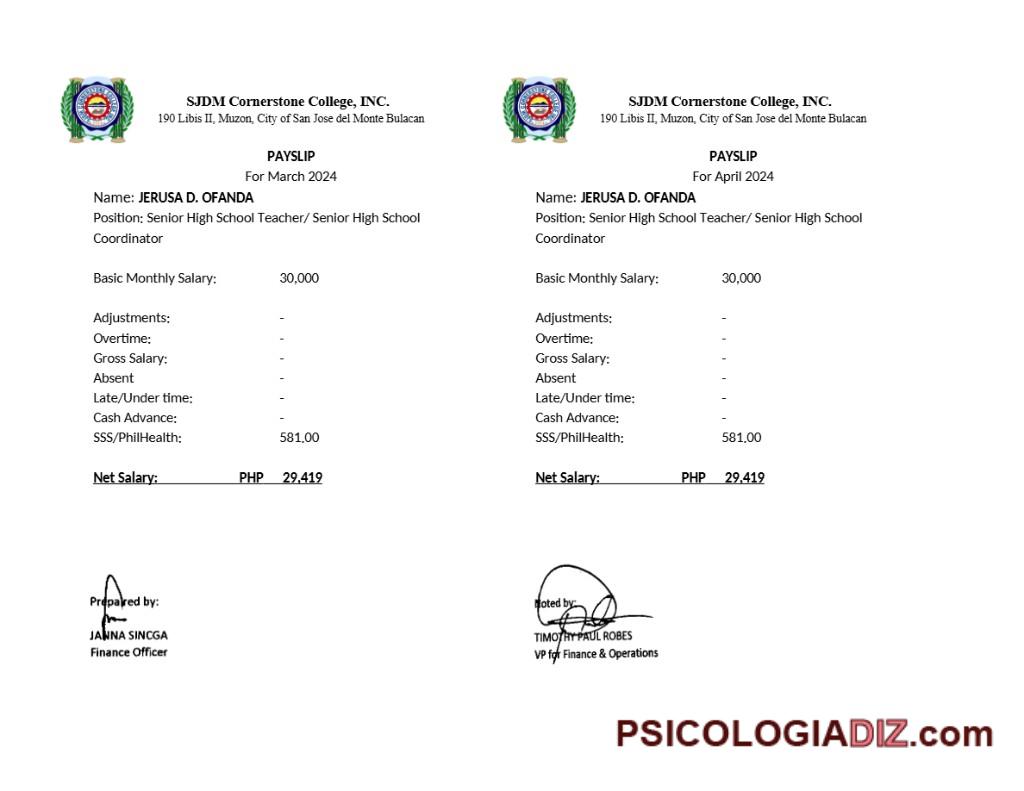 SJDM Cornerstone College, INC.
190 Libis II, Muzon, City of San Jose del Monte Bulacan
PAYSLIP
For March 2024
Name: JERUSA D. OFANDA
Position: Senior High School Teacher/ Senior High School
Coordinator
Basic Monthly Salary: 30,000
Adjustments: -
Overtime: -
Gross Salary: -
Absent -
Late/Under time: -
Cash Advance: -
SSS/PhilHealth: 581.00
Net Salary: PHP 29,419
Prepared by:
JANNA SINCGA
Finance Officer
SJDM Cornerstone College, INC.
190 Libis II, Muzon, City of San Jose del Monte Bulacan
PAYSLIP
For April 2024
Name: JERUSA D. OFANDA
Position: Senior High School Teacher/ Senior High School
Coordinator
Basic Monthly Salary: 30,000
Adjustments: -
Overtime: -
Gross Salary: -
Absent -
Late/Under time: -
Cash Advance: -
SSS/PhilHealth: 581.00
Net Salary: PHP 29,419
Noted by:
TIMOTHY PAUL ROBES
VP for Finance & Operations
PSICOLOGIADIZ.com